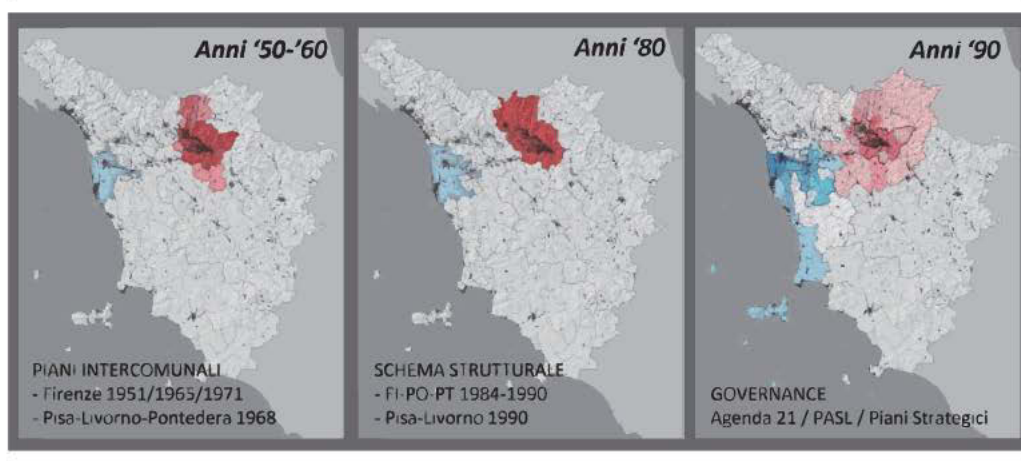 Anni ‘50-’60
PIANI INTERCOMUNALI
- Firenze 1951/1965/1971
- Pisa-Livorno-Pontedera 1968
Anni ‘80
SCHEMA STRUTTURALE
- FI-PO-PT 1984-1990
- Pisa-Livorno 1990
Anni ‘90
GOVERNANCE
Agenda 21 / PASL / Piani Strategici